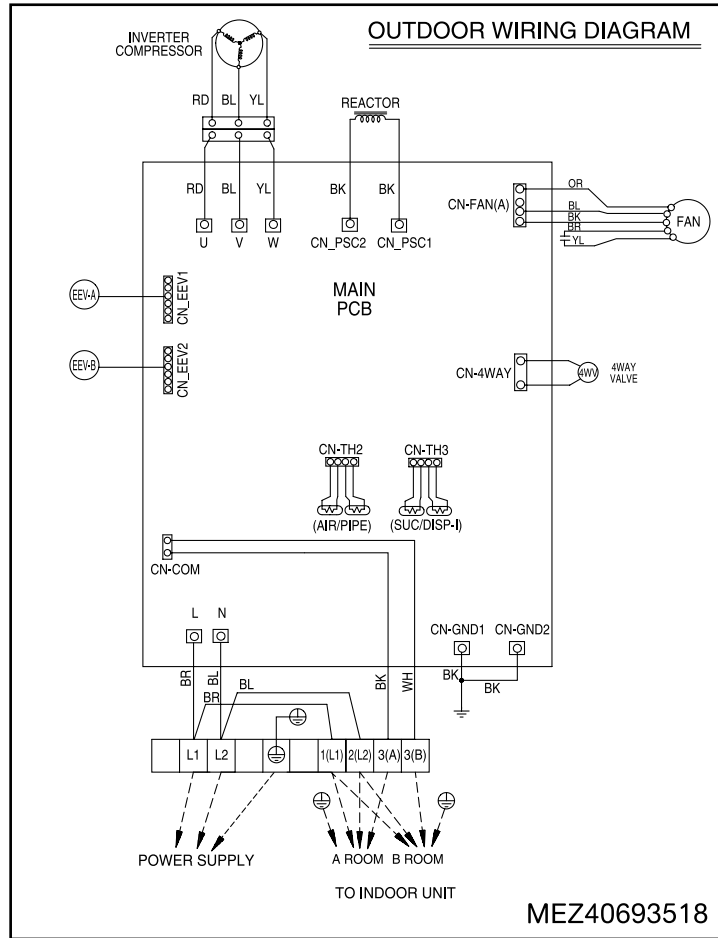 OUTDOOR WIRING DIAGRAM
INVERTER
COMPRESSOR
RD BL YL
REACTOR
RD BL YL
BK BK
U V W
CN_PSC2 CN_PSC1
CN-FAN(A)
OR
BL
BK
BR
YL
FAN
MAIN
PCB
EEV-A
CN_EEV1
EEV-B
CN_EEV2
CN-4WAY
4WV
4WAY
VALVE
CN-TH2
(AIR/PIPE)
CN-TH3
(SUC/DISP-I)
CN-COM
L N
CN-GND1 CN-GND2
BR BL
BR
BL
BK WH
BK
BK
L1 L2 1(L1) 2(L2) 3(A) 3(B)
POWER SUPPLY
A ROOM B ROOM
TO INDOOR UNIT
MEZ40693518